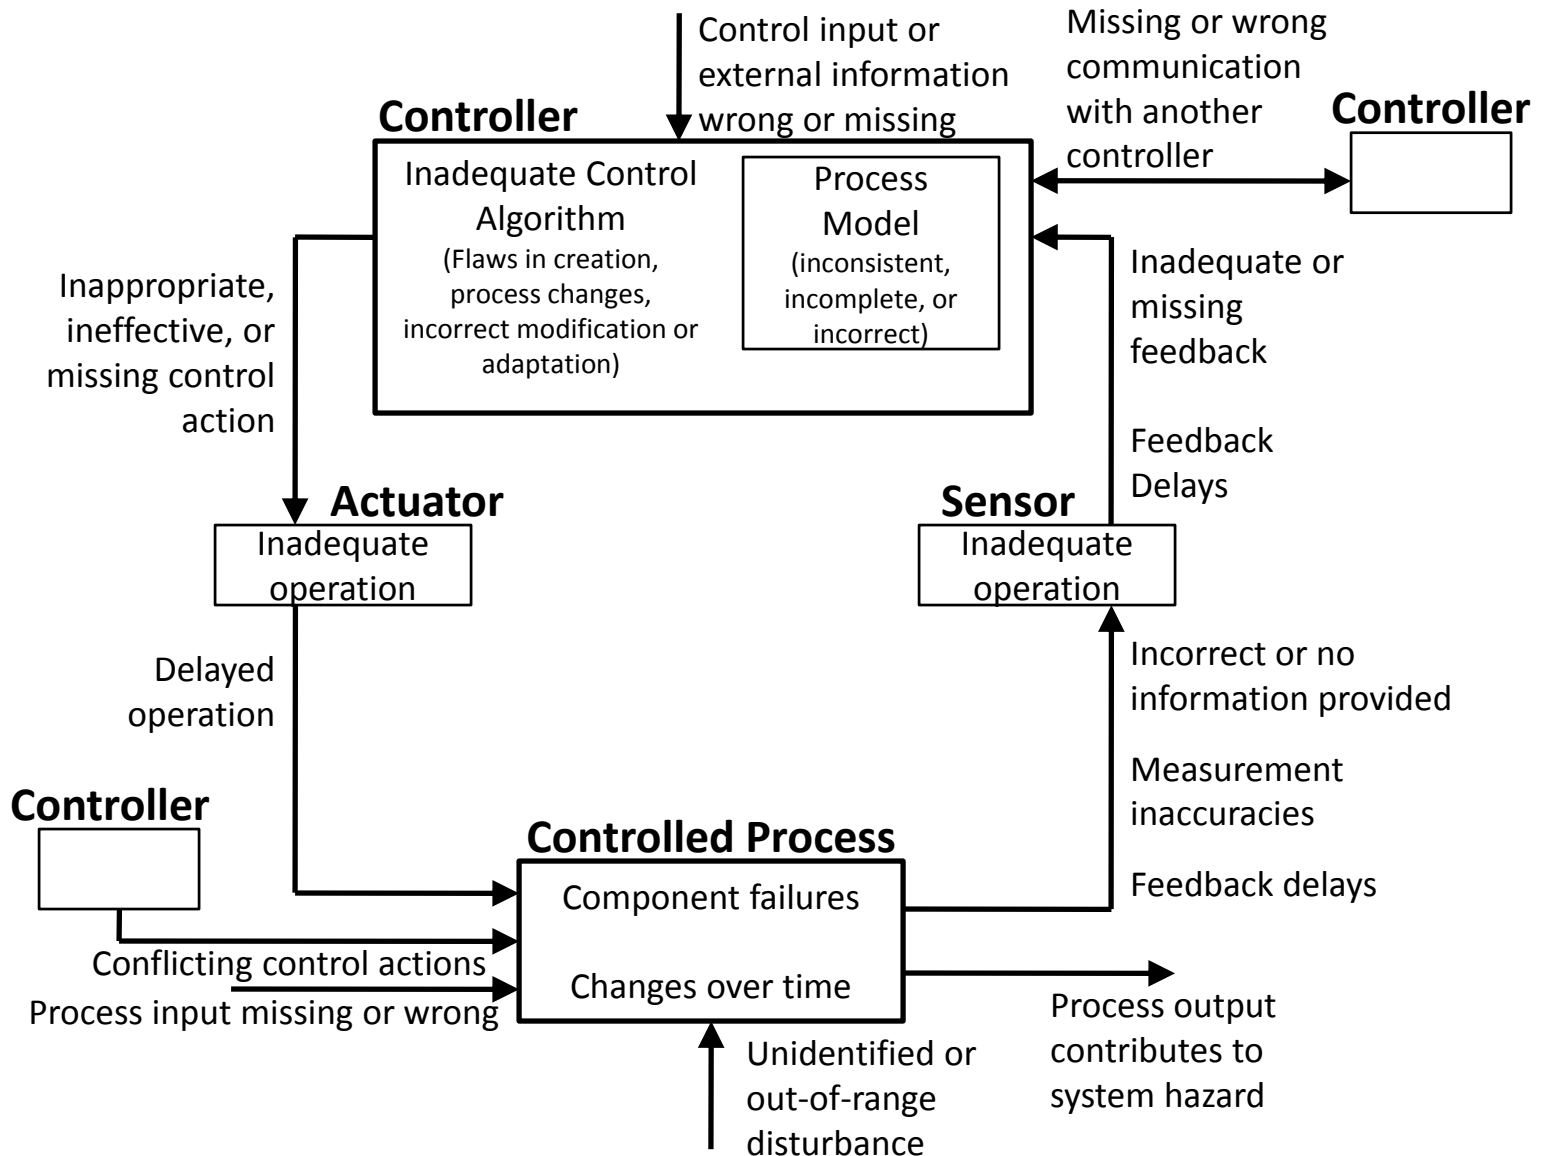 Control input or
external information
wrong or missing
Missing or wrong
communication
with another
controller
Controller
Controller
Inadequate Control
Algorithm
(Flaws in creation,
process changes,
incorrect modification or
adaptation)
Process
Model
(inconsistent,
incomplete, or
incorrect)
Inappropriate,
ineffective, or
missing control
action
Inadequate or
missing
feedback
Feedback
Delays
Actuator
Inadequate
operation
Sensor
Inadequate
operation
Delayed
operation
Incorrect or no
information provided
Measurement
inaccuracies
Feedback delays
Controller
Controlled Process
Component failures
Changes over time
Conflicting control actions
Process input missing or wrong
Unidentified or
out-of-range
disturbance
Process output
contributes to
system hazard